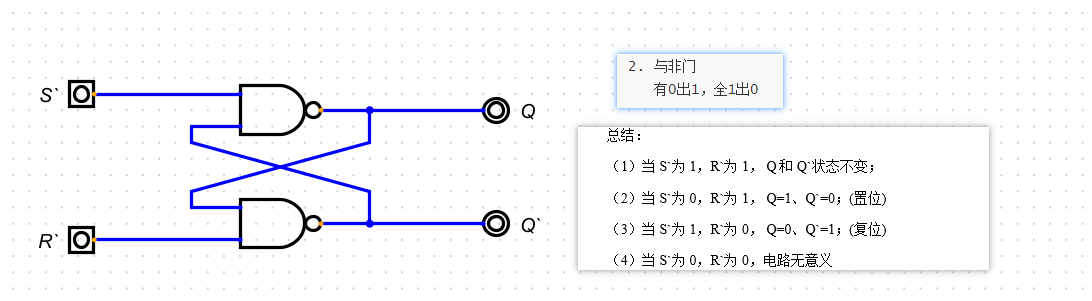 S`
Q
R`
Q`
2. 与非门
有0出1，全1出0
总结：
（1）当 S`为 1，R`为 1， Q 和 Q`状态不变；
（2）当 S`为 0，R`为 1， Q=1、Q`=0；(置位)
（3）当 S`为 1，R`为 0， Q=0、Q`=1；(复位)
（4）当 S`为 0，R`为 0，电路无意义